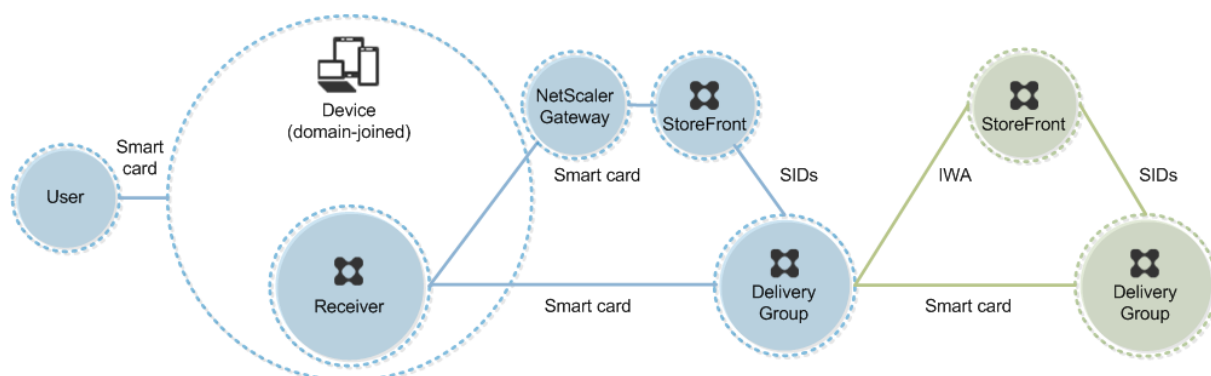 Device
(domain-joined)
Smart
card
User
Receiver
NetScaler
Gateway
StoreFront
Smart card
SIDs
Smart card
Delivery
Group
IWA
StoreFront
SIDs
Smart card
Delivery
Group